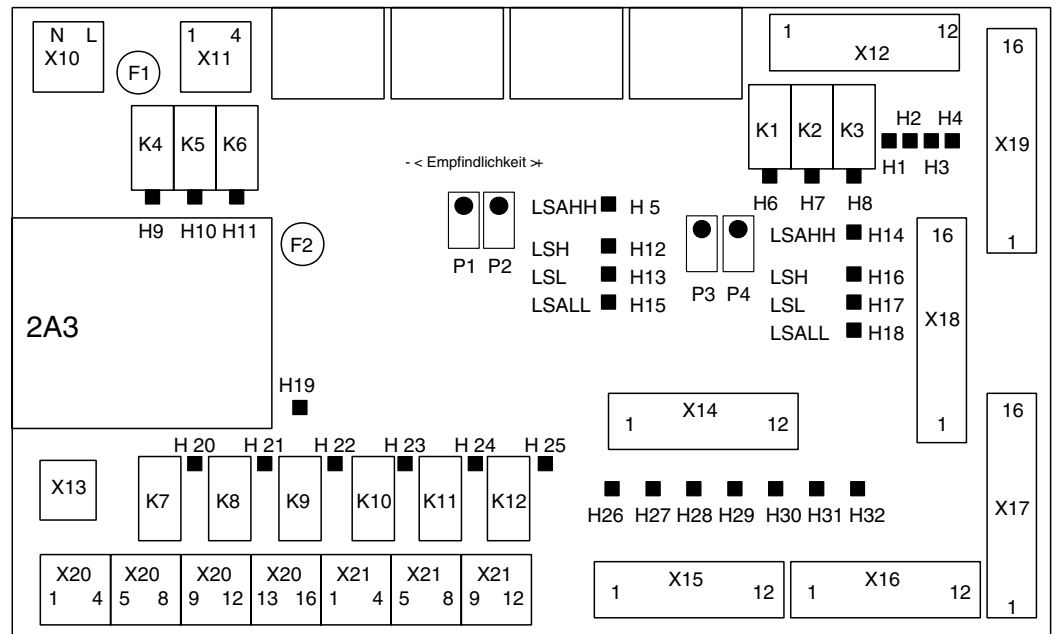 N L
X10
F1
1 4
X11
1 12
X12
16
X19
1
K4 K5 K6
K1 K2 K3
H2 H4
H1 H3
- < Empfindlichkeit >+
H9 H10 H11
H6 H7 H8
F2
P1 P2
LSAHH H 5
LSH H12
LSL H13
LSALL H15
P3 P4
LSAHH H14
LSH H16
LSL H17
LSALL H18
16
X18
1
2A3
H19
X14
1 12
16
X17
1
H 20 H 21 H 22 H 23 H 24 H 25
X13
K7 K8 K9 K10 K11 K12
H26 H27 H28 H29 H30 H31 H32
X20 X20 X20 X20 X21 X21 X21
1 4 5 8 9 12 13 16 1 4 5 8 9 12
X15
1 12
X16
1 12